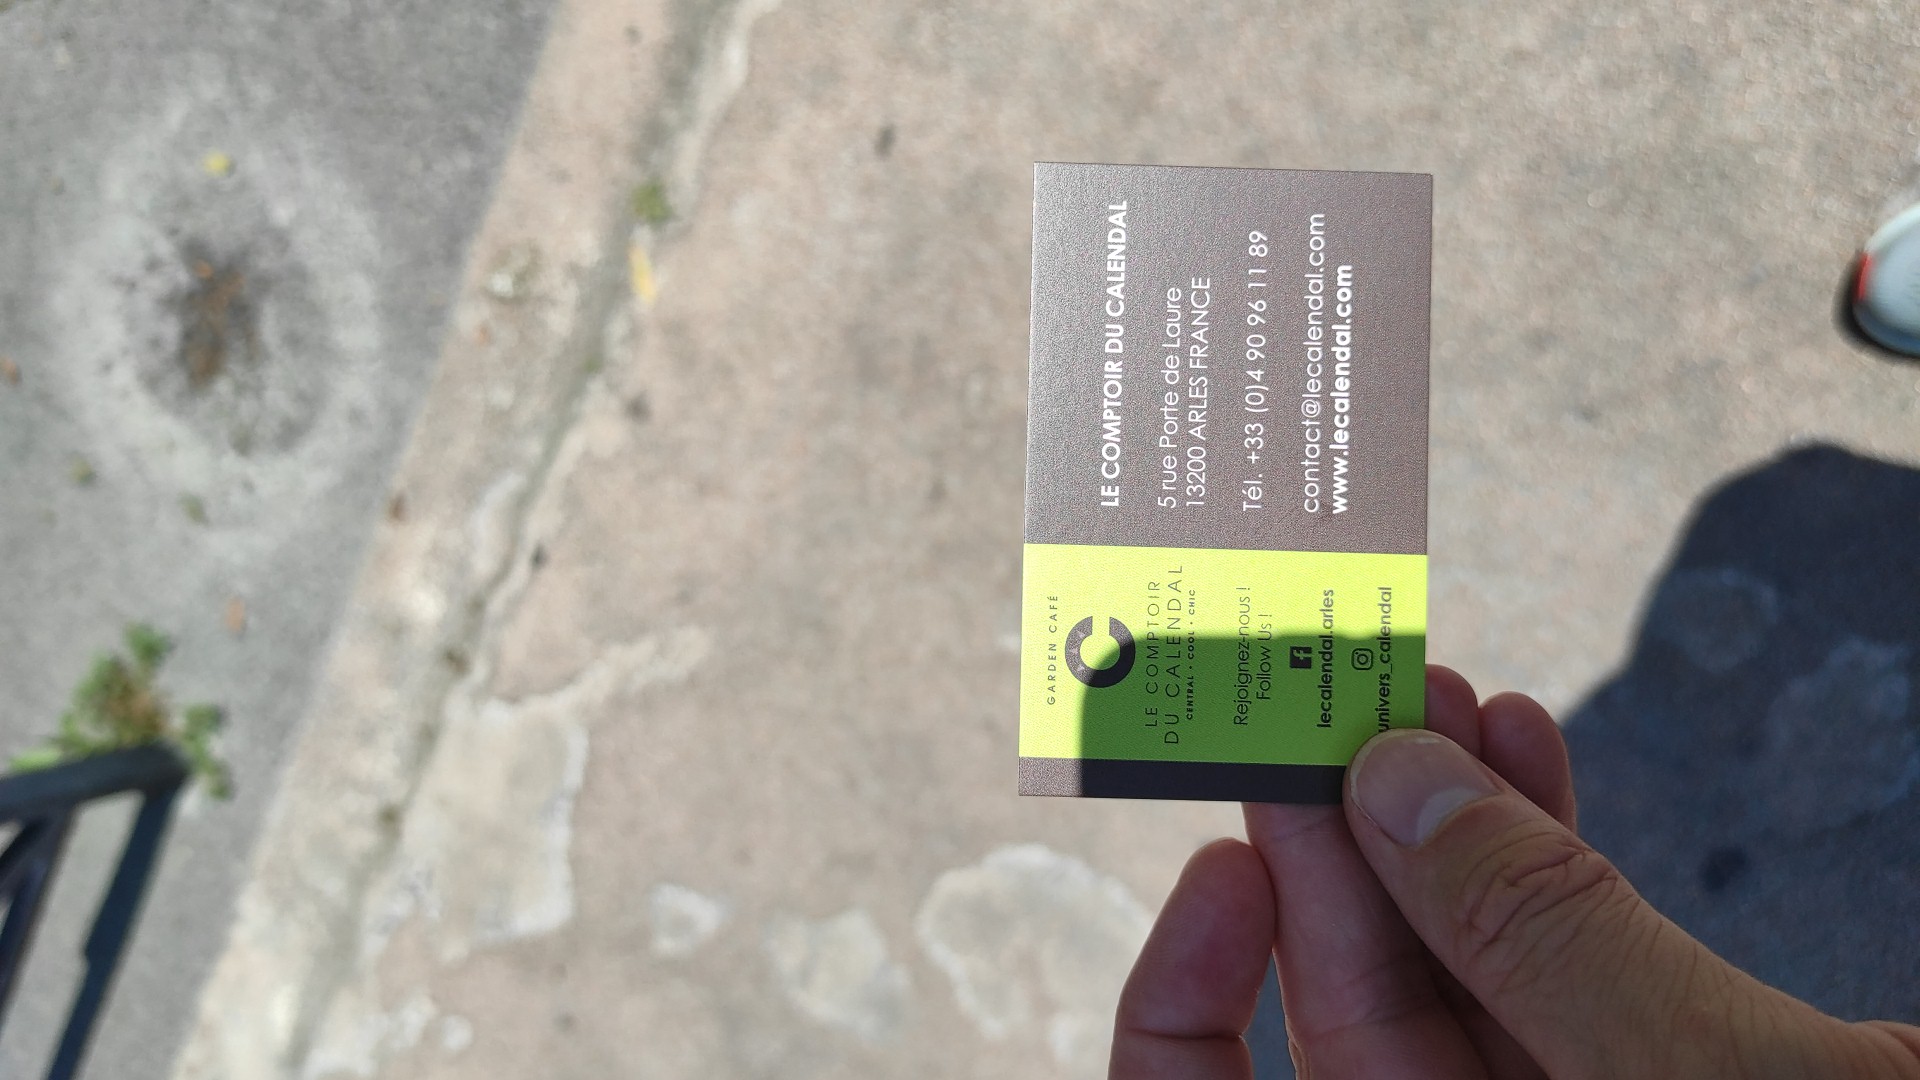 GARDEN CAFÉ
C
LE COMPTOIR
DU CALENDAL
CENTRAL • COOL • CHIC
Rejoignez-nous !
Follow Us !
lecalendal.arles
univers_calendal
LE COMPTOIR DU CALENDAL
5 rue Porte de Laure
13200 ARLES FRANCE
Tél. +33 (0)4 90 96 11 89
contact@lecalendal.com
www.lecalendal.com